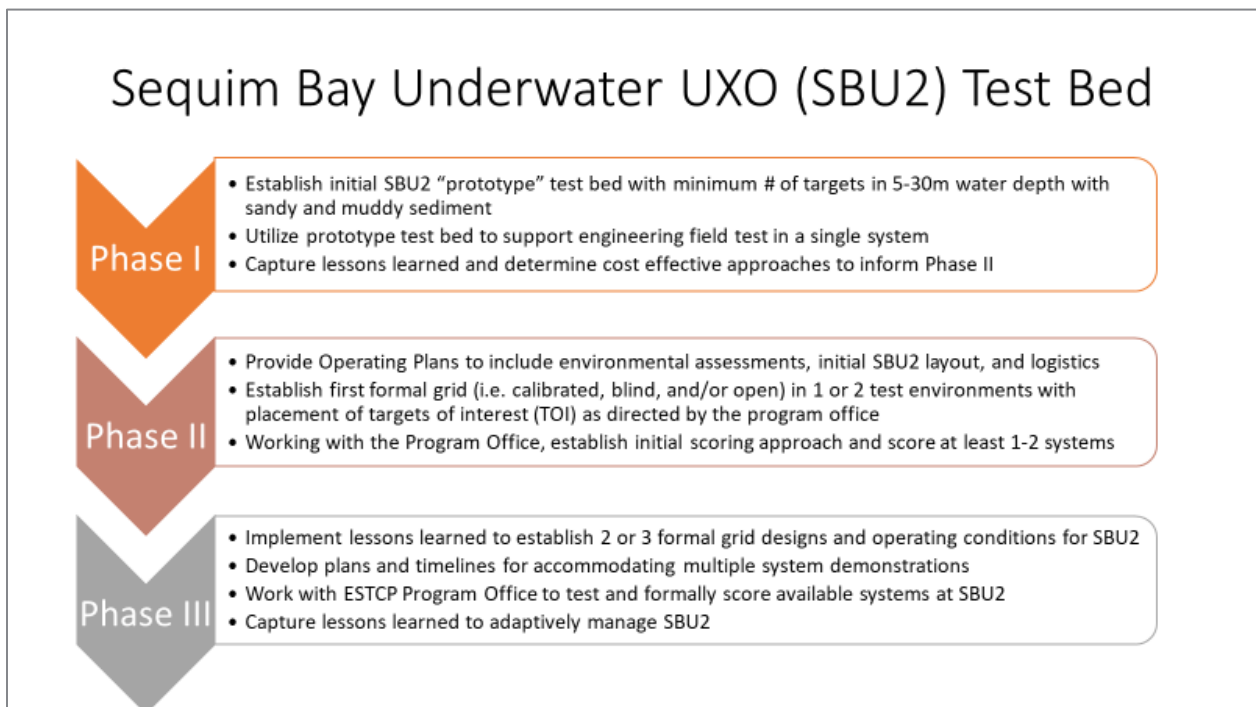 Sequim Bay Underwater UXO (SBU2) Test Bed
Phase I
• Establish initial SBU2 “prototype” test bed with minimum # of targets in 5-30m water depth with
sandy and muddy sediment
• Utilize prototype test bed to support engineering field test in a single system
• Capture lessons learned and determine cost effective approaches to inform Phase II
Phase II
• Provide Operating Plans to include environmental assessments, initial SBU2 layout, and logistics
• Establish first formal grid (i.e. calibrated, blind, and/or open) in 1 or 2 test environments with
placement of targets of interest (TOI) as directed by the program office
• Working with the Program Office, establish initial scoring approach and score at least 1-2 systems
Phase III
• Implement lessons learned to establish 2 or 3 formal grid designs and operating conditions for SBU2
• Develop plans and timelines for accommodating multiple system demonstrations
• Work with ESTCP Program Office to test and formally score available systems at SBU2
• Capture lessons learned to adaptively manage SBU2